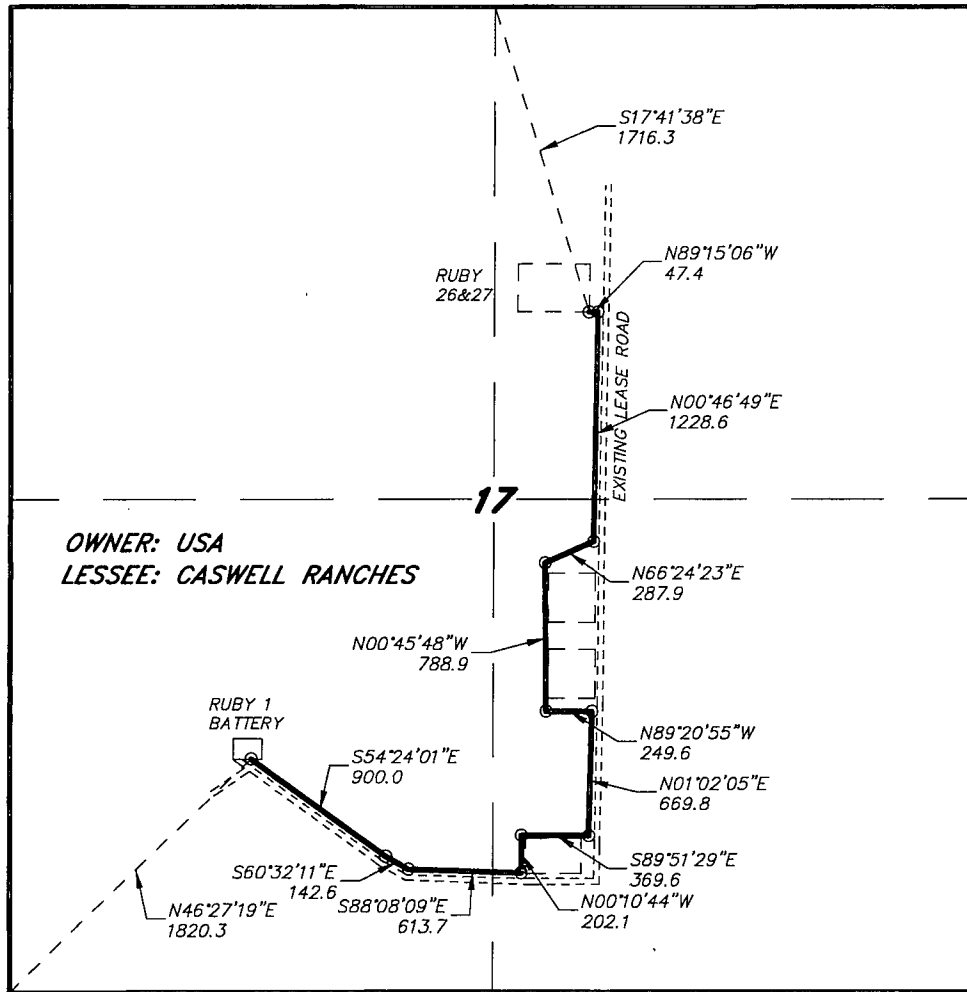 S17°41'38"E
1716.3
N89°15'06"W
47.4
RUBY
26&27
EXISTING LEASE ROAD
N00°46'49"E
1228.6
17
OWNER: USA
LESSEE: CASWELL RANCHES
N66°24'23"E
287.9
N00°45'48"W
788.9
RUBY 1
BATTERY
N89°20'55"W
249.6
S54°24'01"E
900.0
N01°02'05"E
669.8
S60°32'11"E
142.6
S89°51'29"E
369.6
S88°08'09"E
613.7
N00°10'44"W
202.1
N46°27'19"E
1820.3